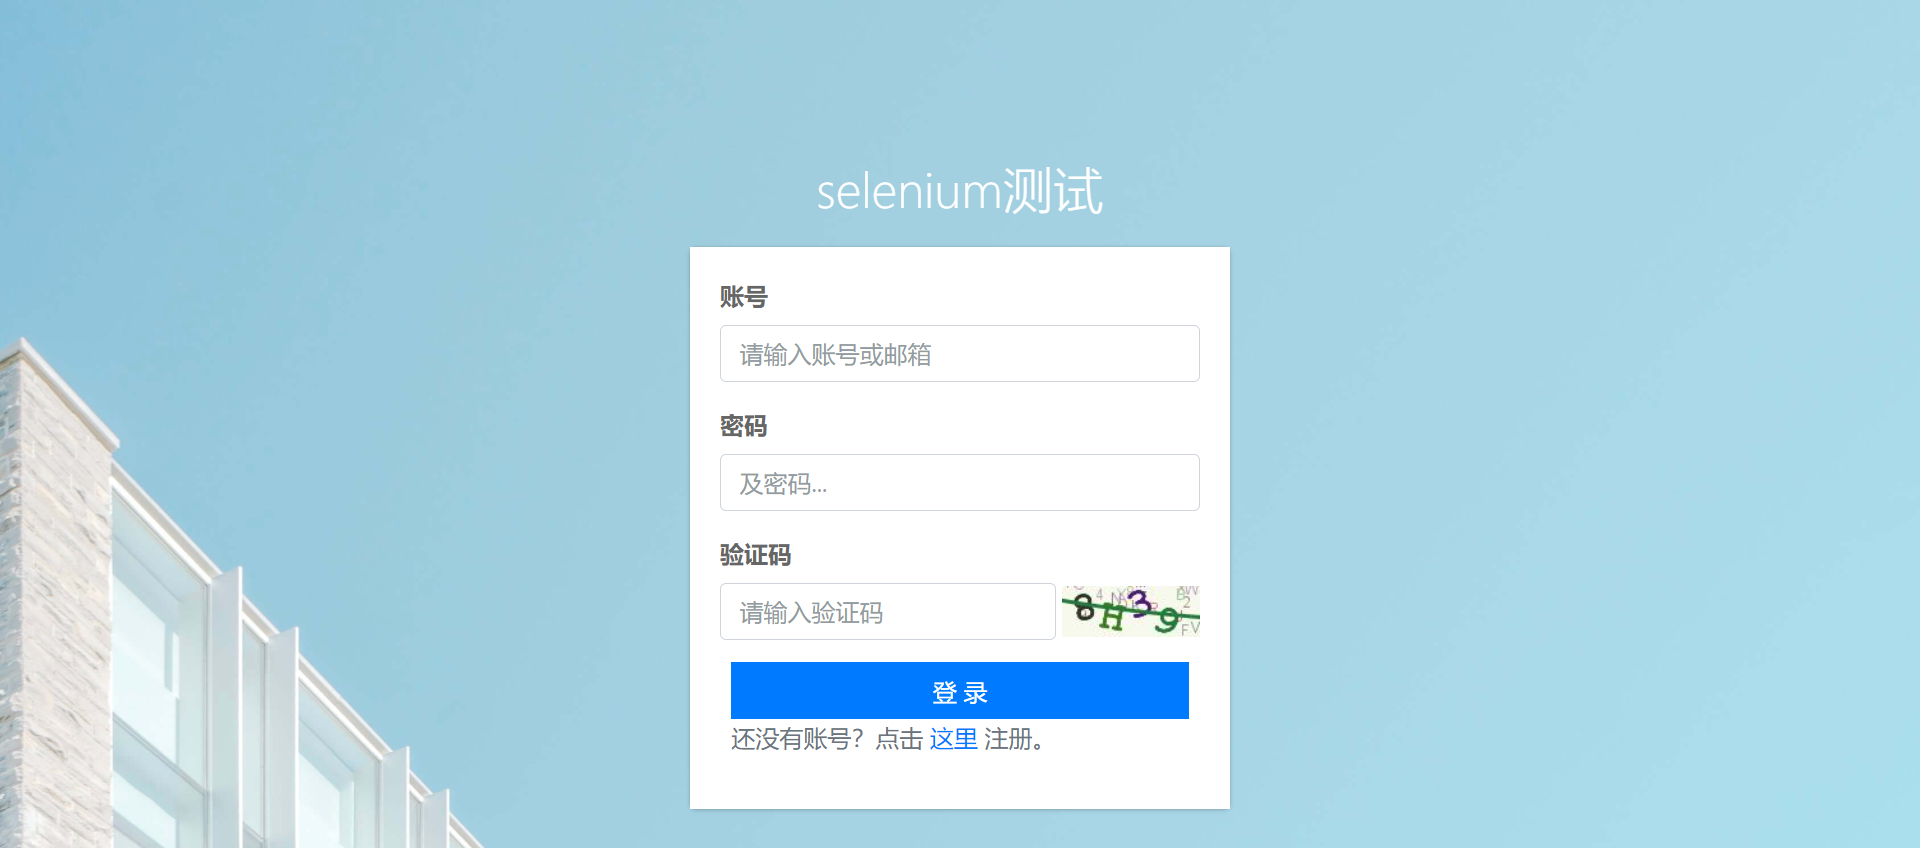 selenium测试
账号
请输入账号或邮箱
密码
及密码...
验证码
请输入验证码
8H39
登 录
还没有账号？点击 这里 注册。